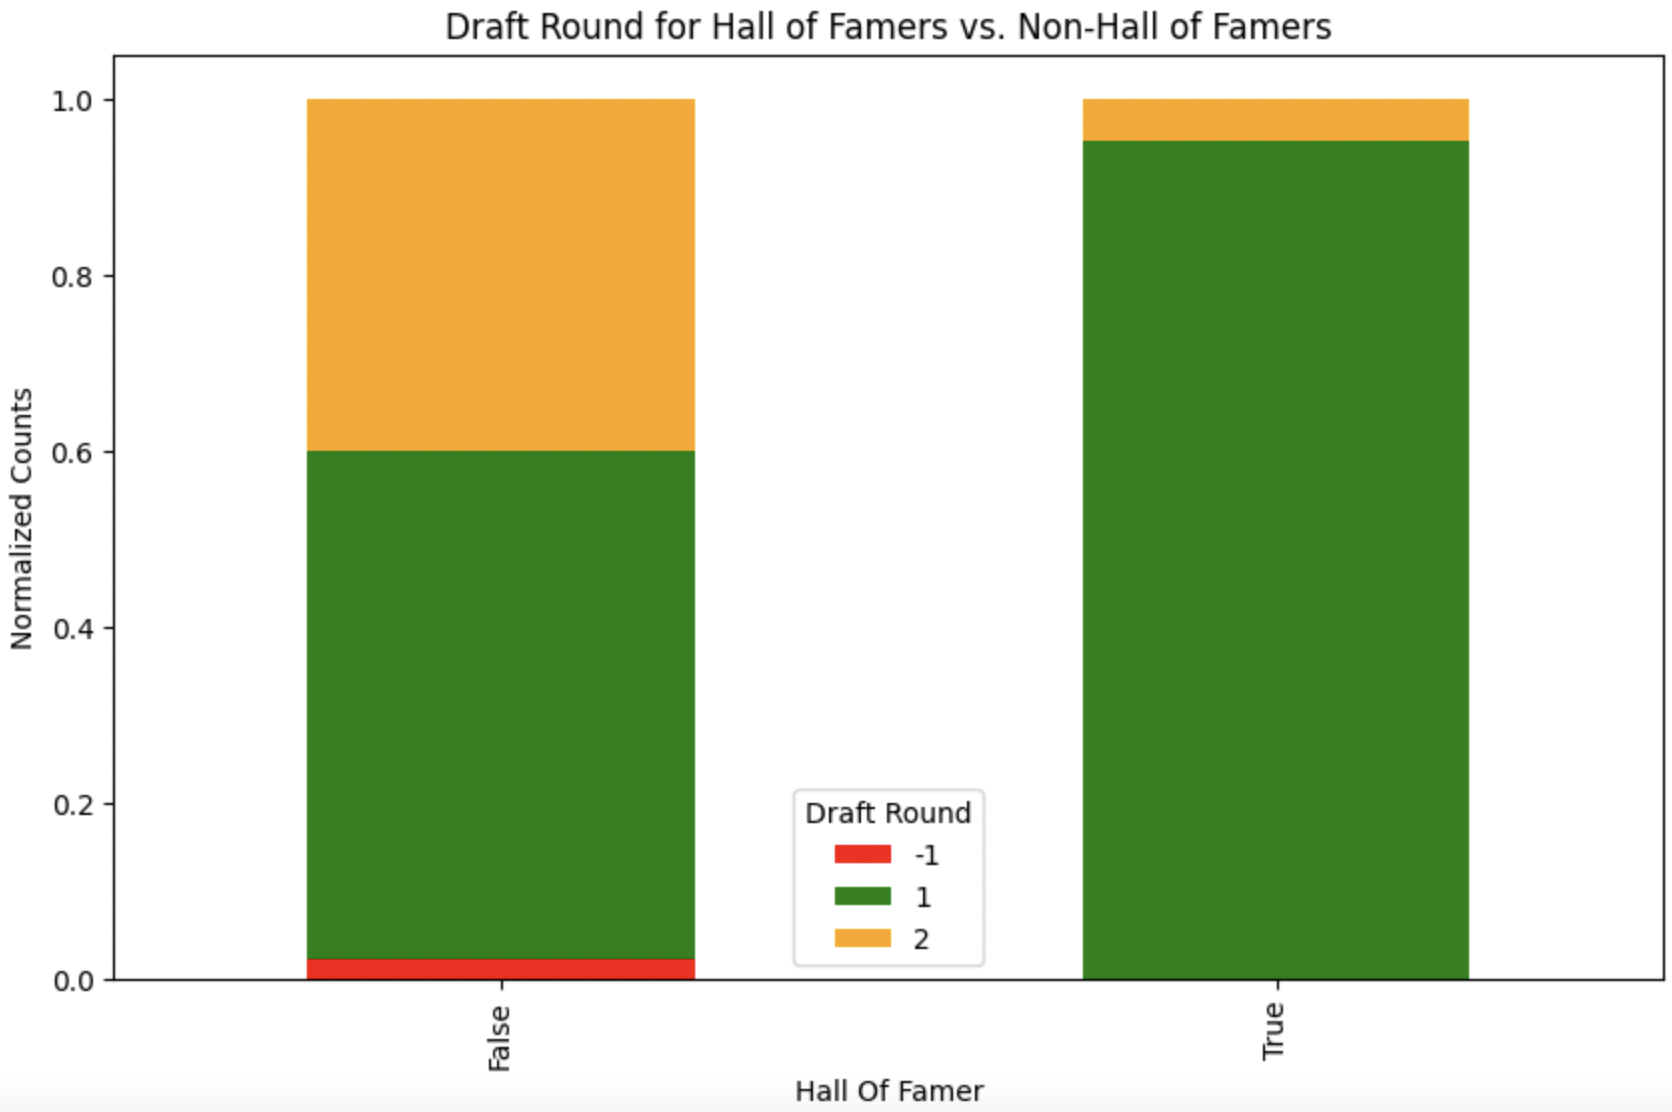 Draft Round for Hall of Famers vs. Non-Hall of Famers
Normalized Counts
1.0
0.8
0.6
0.4
0.2
0.0
Draft Round
-1
1
2
False
True
Hall Of Famer